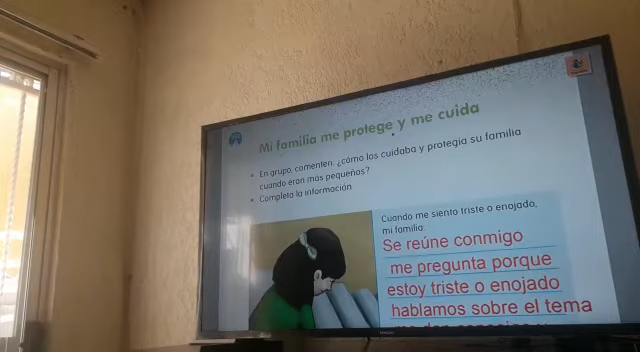 Mi familia me protege y me cuida
En grupo, comenten: ¿cómo los cuidaba y protegía su familia
cuando eran más pequeños?
Completa la información
Cuando me siento triste o enojado,
mi familia:
Se reúne conmigo
me pregunta porque
estoy triste o enojado
hablamos sobre el tema